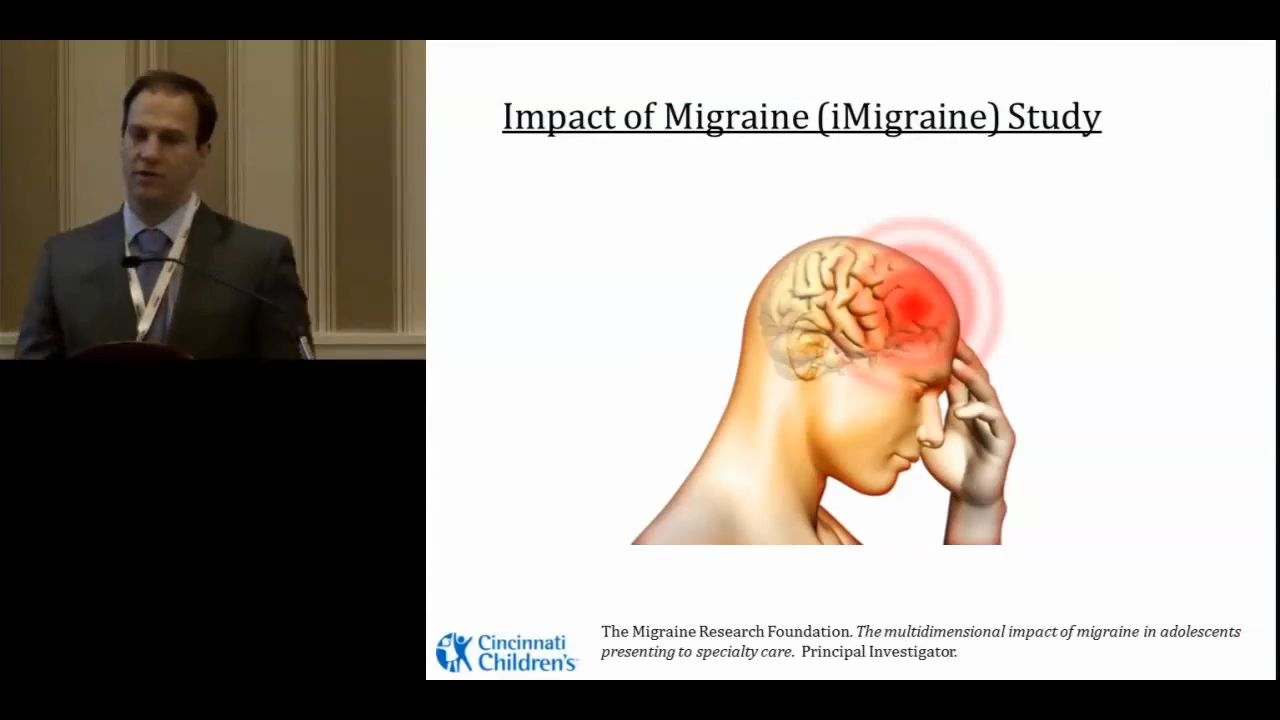 Impact of Migraine (iMigraine) Study
Cincinnati
Children's
The Migraine Research Foundation. The multidimensional impact of migraine in adolescents
presenting to specialty care. Principal Investigator.